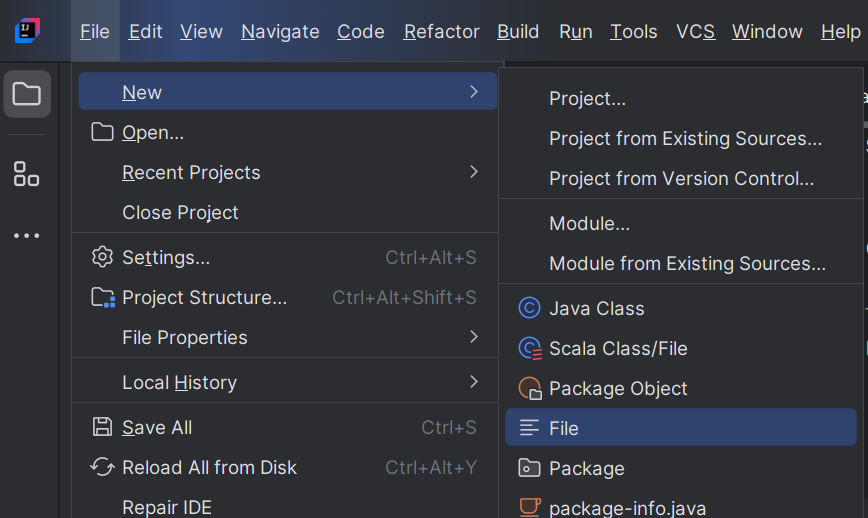 File Edit View Navigate Code Refactor Build Run Tools VCS Window Help
New
Open...
Recent Projects
Close Project
Settings... Ctrl+Alt+S
Project Structure... Ctrl+Alt+Shift+S
File Properties
Local History
Save All Ctrl+S
Reload All from Disk Ctrl+Alt+Y
Repair IDE
Project...
Project from Existing Sources...
Project from Version Control...
Module...
Module from Existing Sources...
Java Class
Scala Class/File
Package Object
File
Package
package-info.java